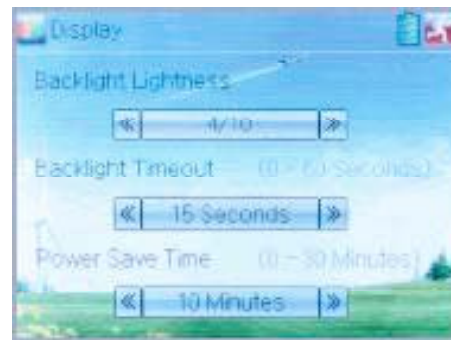 Display
Backlight Lightness
4/10
Backlight Timeout (0 - 60 Seconds)
15 Seconds
Power Save Time (0 - 30 Minutes)
10 Minutes